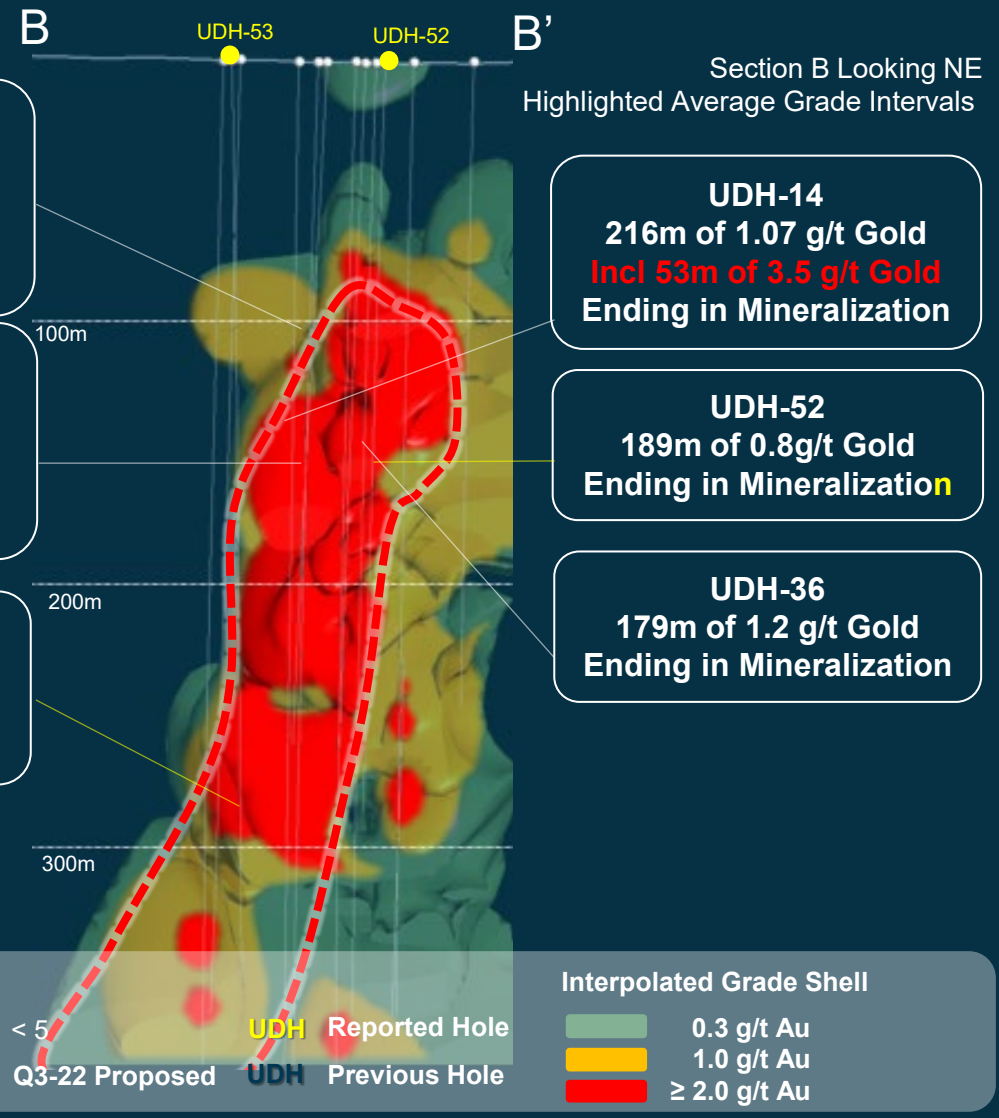 B
UDH-53
UDH-52
B'
Section B Looking NE
Highlighted Average Grade Intervals
UDH-14
216m of 1.07 g/t Gold
Incl 53m of 3.5 g/t Gold
Ending in Mineralization
100m
UDH-52
189m of 0.8g/t Gold
Ending in Mineralization
200m
UDH-36
179m of 1.2 g/t Gold
Ending in Mineralization
300m
Interpolated Grade Shell
< 5
UDH Reported Hole
0.3 g/t Au
1.0 g/t Au
Q3-22 Proposed
UDH Previous Hole
≥ 2.0 g/t Au